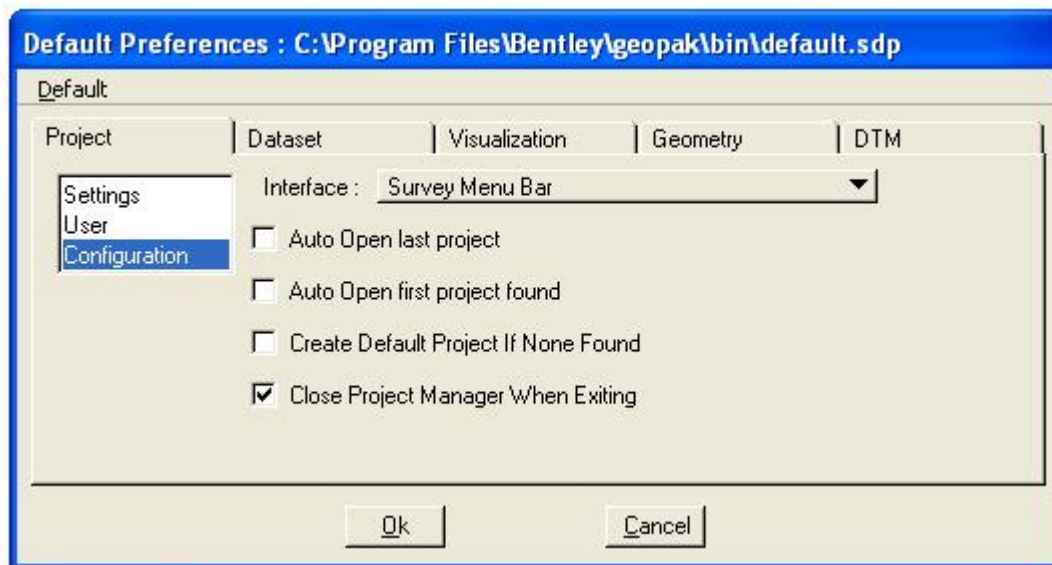 Default Preferences : C:\Program Files\Bentley\geopak\bin\default.sdp
Default
Project Dataset Visualization Geometry DTM
Settings
User
Configuration
Interface : Survey Menu Bar
Auto Open last project
Auto Open first project found
Create Default Project If None Found
Close Project Manager When Exiting
Ok Cancel